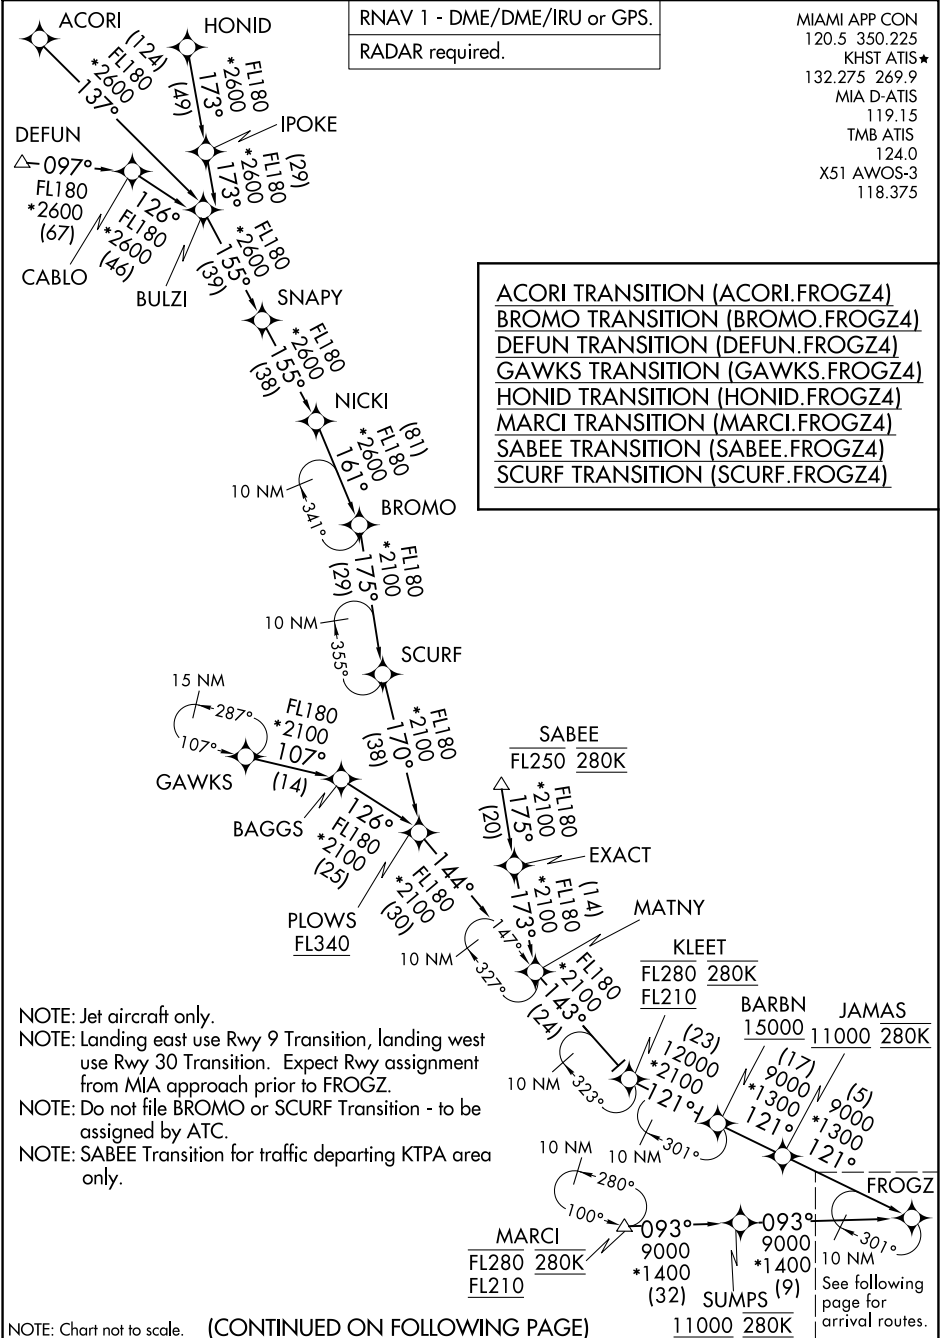 RNAV 1 - DME/DME/IRU or GPS.
RADAR required.
MIAMI APP CON
120.5 350.225
KHST ATIS★
132.275 269.9
MIA D-ATIS
119.15
TMB ATIS
124.0
X51 AWOS-3
118.375
ACORI
(124)
FL180
*2600
137°
HONID
FL180
*2600
173°
(49)
IPOKE
(29)
FL180
*2600
173°
DEFUN
097°
FL180
*2600
(67)
CABLO
126°
FL180
*2600
(46)
BULZI
FL180
*2600
155°
(39)
SNAPY
FL180
*2600
155°
(38)
NICKI
(81)
FL180
*2600
161°
10 NM
341°
BROMO
FL180
*2100
175°
(29)
10 NM
355°
SCURF
FL180
*2100
170°
(38)
ACORI TRANSITION (ACORI.FROGZ4)
BROMO TRANSITION (BROMO.FROGZ4)
DEFUN TRANSITION (DEFUN.FROGZ4)
GAWKS TRANSITION (GAWKS.FROGZ4)
HONID TRANSITION (HONID.FROGZ4)
MARCI TRANSITION (MARCI.FROGZ4)
SABEE TRANSITION (SABEE.FROGZ4)
SCURF TRANSITION (SCURF.FROGZ4)
15 NM
287°
107°
GAWKS
FL180
*2100
107°
(14)
BAGGS
126°
FL180
*2100
(25)
PLOWS
FL340
144°
FL180
*2100
(30)
SABEE
FL250 280K
FL180
*2100
175°
(20)
EXACT
(14)
FL180
*2100
173°
MATNY
147°
327°
10 NM
FL180
*2100
143°
(24)
KLEET
FL280 280K
FL210
10 NM
323°
(23)
12000
*2100
121°
BARBN
15000
10 NM
301°
(17)
9000
*1300
121°
JAMAS
11000 280K
(5)
9000
*1300
121°
FROGZ
301°
10 NM
See following
page for
arrival routes.
10 NM
280°
100°
MARCI
FL280 280K
FL210
093°
9000
*1400
(32)
SUMPS
11000 280K
093°
9000
*1400
(9)
NOTE: Jet aircraft only.
NOTE: Landing east use Rwy 9 Transition, landing west
use Rwy 30 Transition. Expect Rwy assignment
from MIA approach prior to FROGZ.
NOTE: Do not file BROMO or SCURF Transition - to be
assigned by ATC.
NOTE: SABEE Transition for traffic departing KTPA area
only.
NOTE: Chart not to scale.
(CONTINUED ON FOLLOWING PAGE)